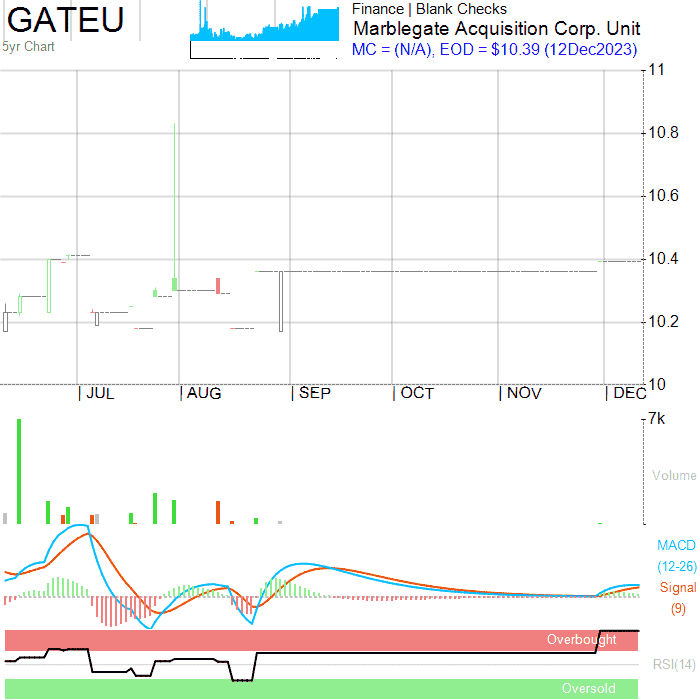 GATEU
5yr Chart
Finance | Blank Checks
Marblegate Acquisition Corp. Unit
MC = (N/A), EOD = $10.39 (12Dec2023)
11
10.8
10.6
10.4
10.2
10
| JUL | AUG | SEP | OCT | NOV | DEC
7k
Volume
MACD
(12-26)
Signal
(9)
Overbought
RSI(14)
Oversold